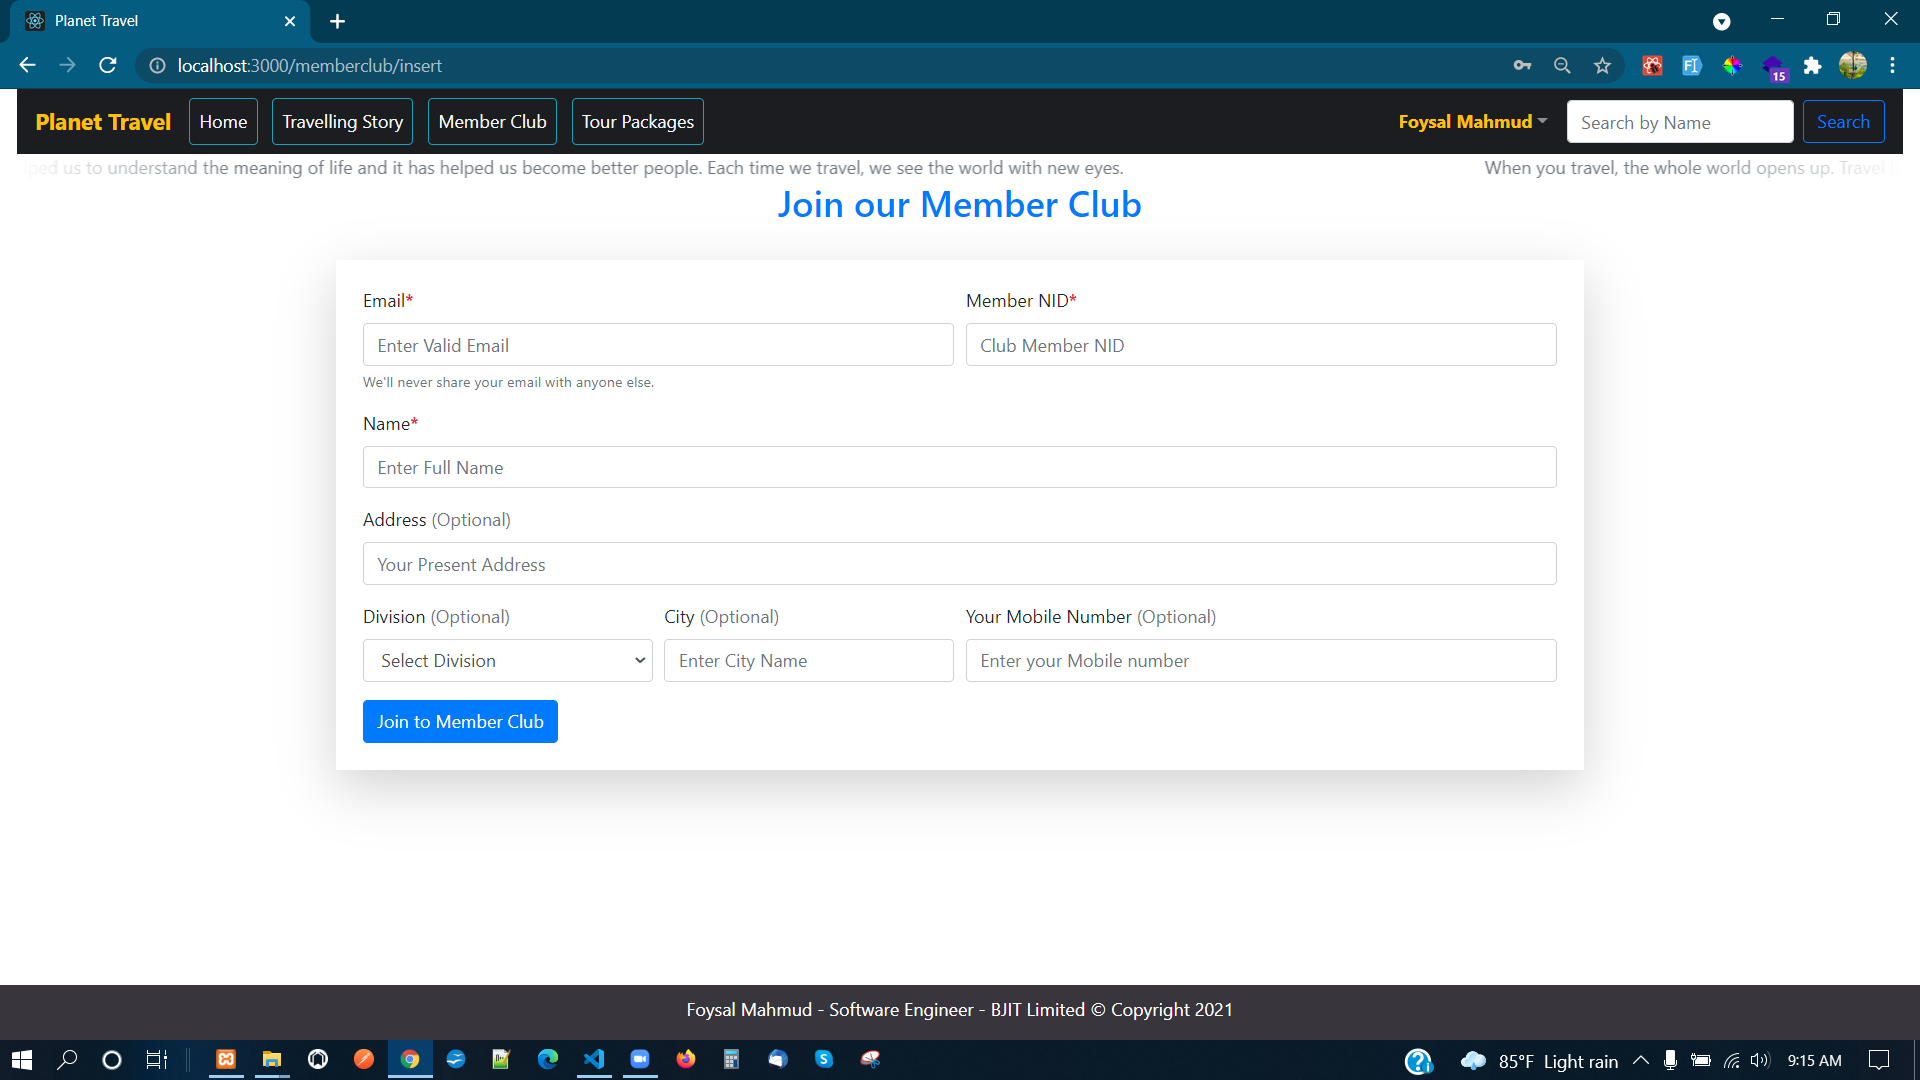 Planet Travel
localhost:3000/memberclub/insert
15
Planet Travel Home Travelling Story Member Club Tour Packages Foysal Mahmud Search by Name Search
us to understand the meaning of life and it has helped us become better people. Each time we travel, we see the world with new eyes. When you travel, the whole world opens up. Travel
Join our Member Club
Email* Member NID*
Enter Valid Email Club Member NID
We'll never share your email with anyone else.
Name*
Enter Full Name
Address (Optional)
Your Present Address
Division (Optional) City (Optional) Your Mobile Number (Optional)
Select Division Enter City Name Enter your Mobile number
Join to Member Club
Foysal Mahmud - Software Engineer - BJIT Limited © Copyright 2021
85°F Light rain 9:15 AM